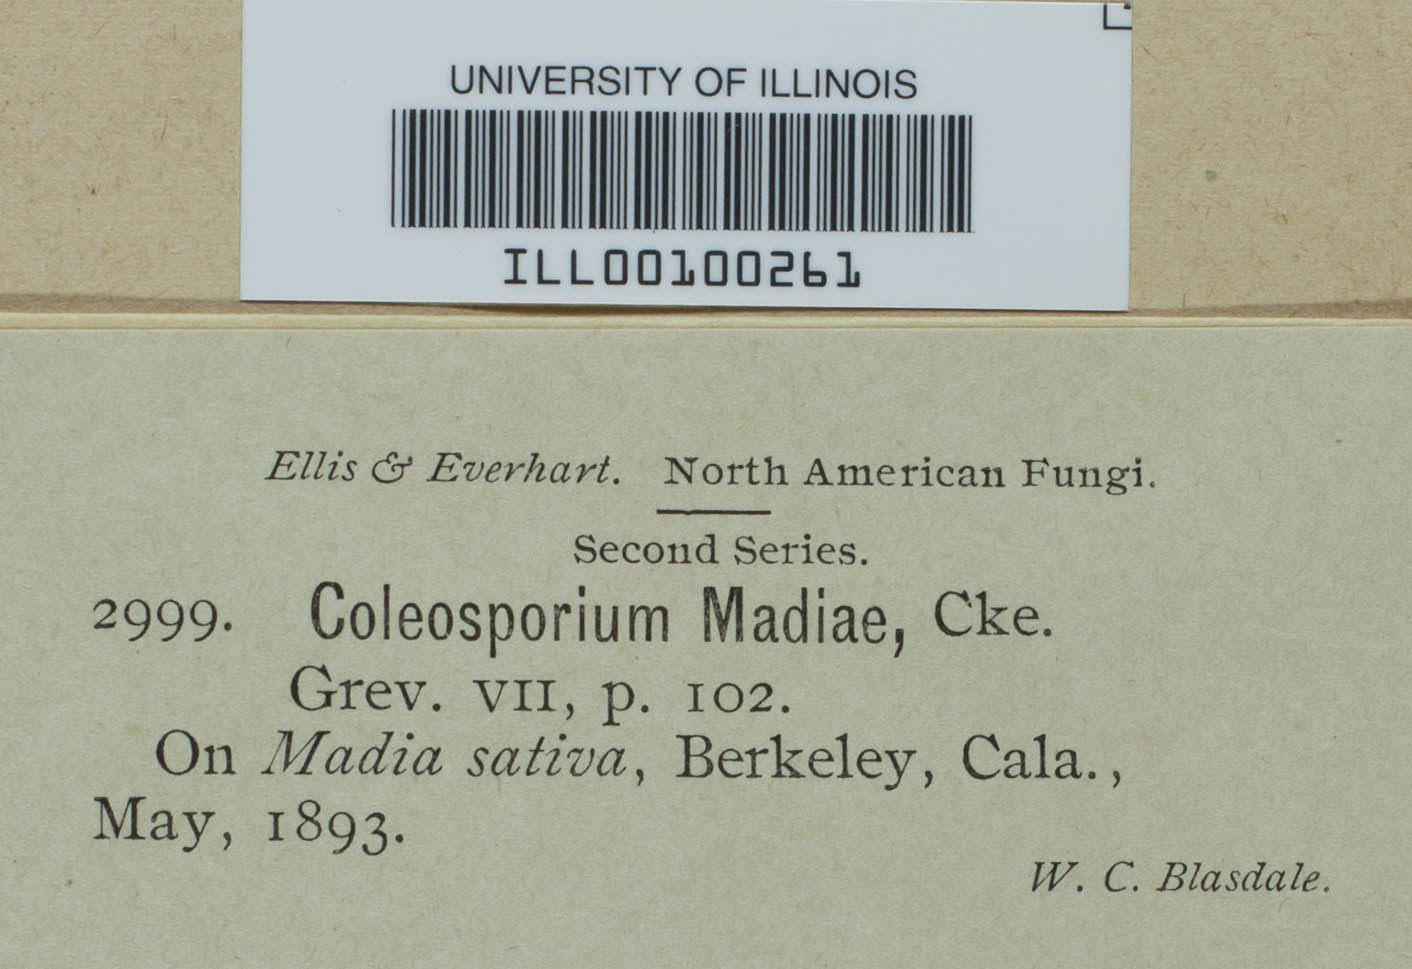 UNIVERSITY OF ILLINOIS
ILL00100261
Ellis & Everhart. North American Fungi.
Second Series.
2999. Coleosporium Madiae, Cke.
Grev. VII, p. 102.
On Madia sativa, Berkeley, Cala.,
May, 1893.
W. C. Blasdale.